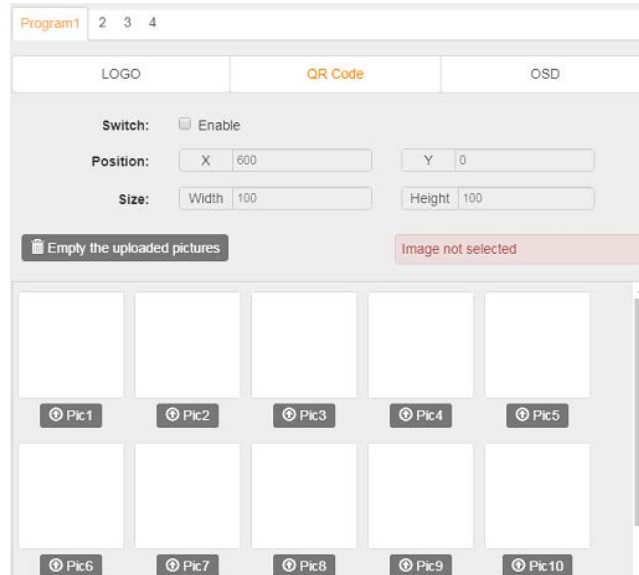 Program1 2 3 4
LOGO QR Code OSD
Switch: Enable
Position: X 600 Y 0
Size: Width 100 Height 100
Empty the uploaded pictures Image not selected
Pic1 Pic2 Pic3 Pic4 Pic5
Pic6 Pic7 Pic8 Pic9 Pic10